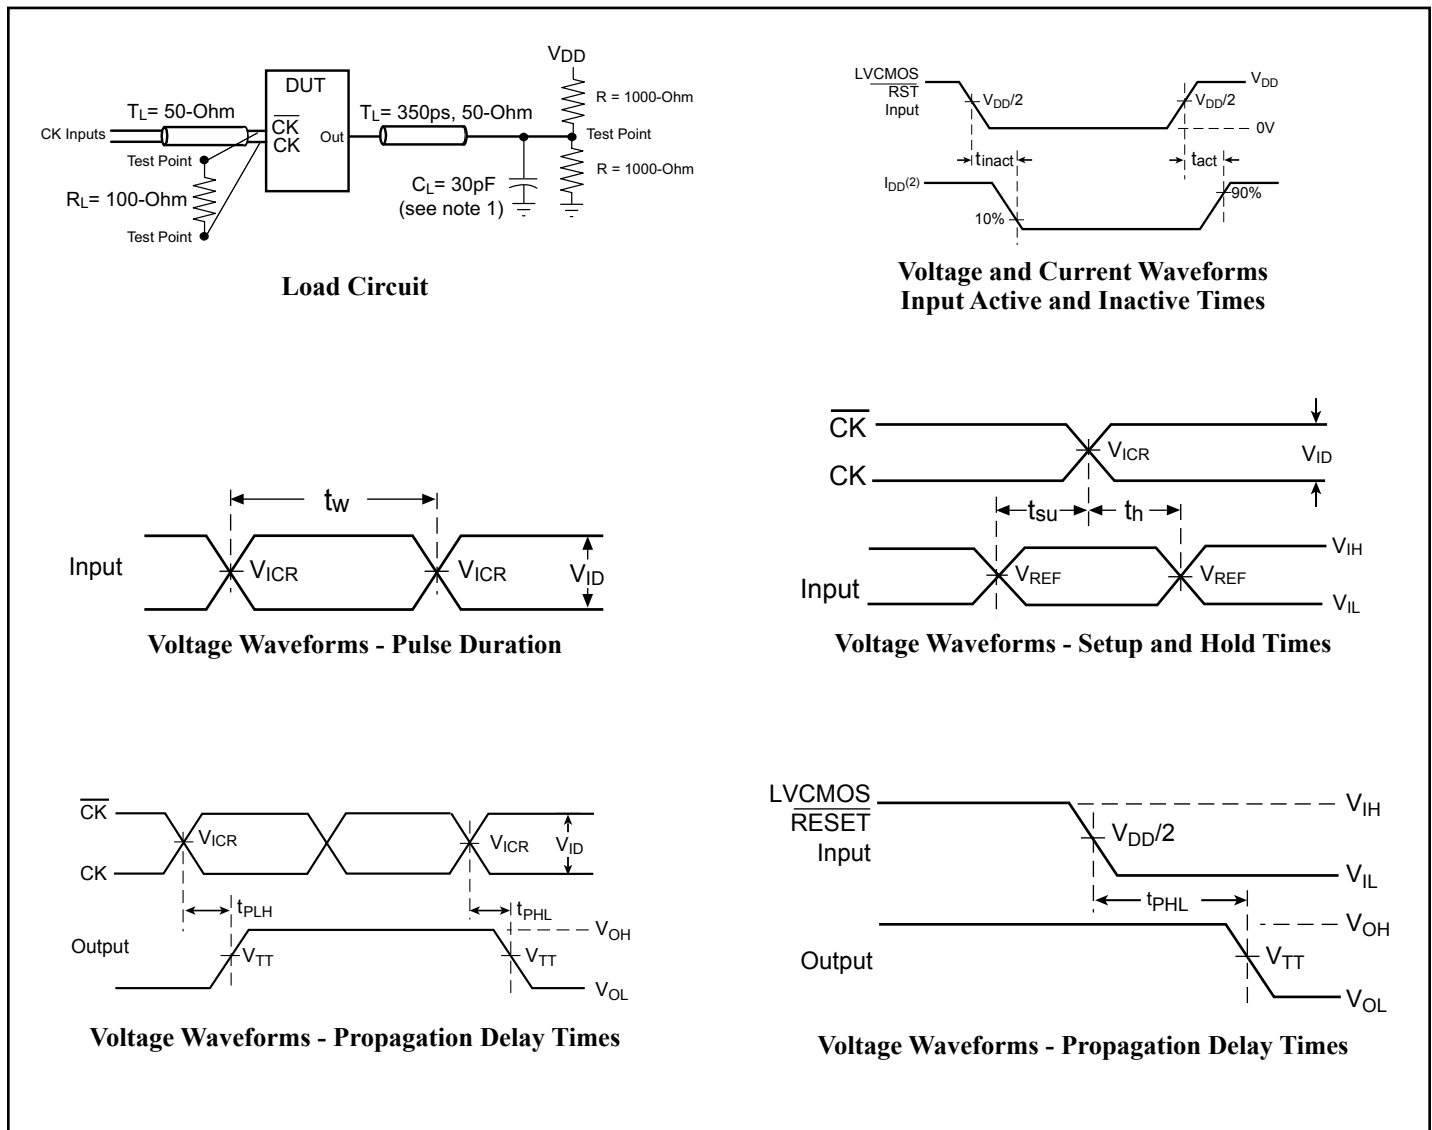 VDD
DUT
TL= 50-Ohm
TL= 350ps, 50-Ohm
R = 1000-Ohm
CK Inputs
CK
CK
Out
Test Point
Test Point
R = 1000-Ohm
RL= 100-Ohm
CL= 30pF
(see note 1)
Test Point
Load Circuit
LVCMOS
RST
Input
VDD/2
VDD/2
VDD
0V
tinact
tact
IDD(2)
10%
90%
Voltage and Current Waveforms
Input Active and Inactive Times
tw
Input
VICR
VICR
VID
Voltage Waveforms - Pulse Duration
CK
CK
VICR
VID
tsu
th
Input
VREF
VREF
VIH
VIL
Voltage Waveforms - Setup and Hold Times
CK
CK
VICR
VICR
VID
tPLH
tPHL
Output
VTT
VTT
VOH
VOL
Voltage Waveforms - Propagation Delay Times
LVCMOS
RESET
Input
VDD/2
VIH
VIL
tPHL
Output
VTT
VOH
VOL
Voltage Waveforms - Propagation Delay Times